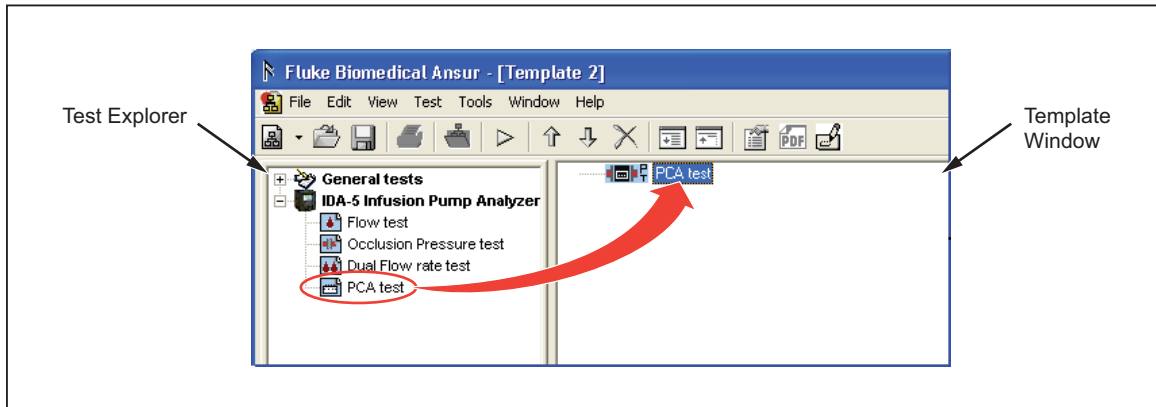 Fluke Biomedical Ansur - [Template 2]
File Edit View Test Tools Window Help
Test Explorer
Template
Window
PDF
General tests
PCA test
IDA-5 Infusion Pump Analyzer
Flow test
Occlusion Pressure test
Dual Flow rate test
PCA test